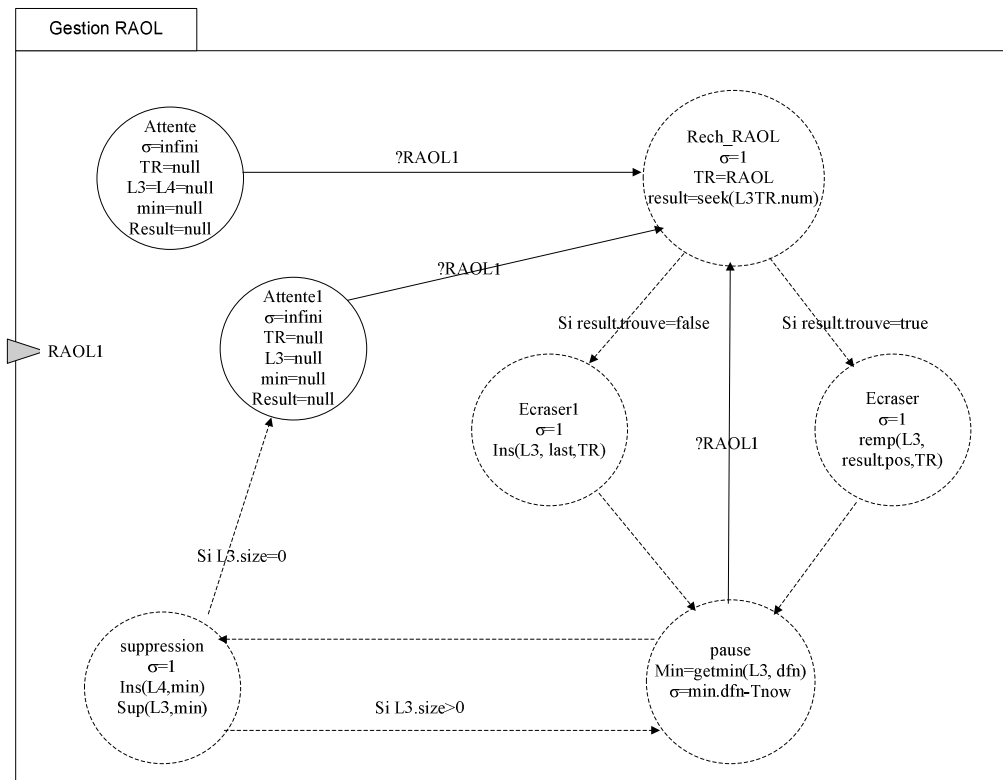 Gestion RAOL
Attente
σ=infini
TR=null
L3=L4=null
min=null
Result=null
?RAOL1
Rech_RAOL
σ=1
TR=RAOL
result=seek(L3TR.num)
?RAOL1
Attente1
σ=infini
TR=null
L3=null
min=null
Result=null
RAOL1
Si result.trouve=false
Si result.trouve=true
Ecraser1
σ=1
Ins(L3, last,TR)
?RAOL1
Ecraser
σ=1
remp(L3,
result.pos,TR)
Si L3.size=0
suppression
σ=1
Ins(L4,min)
Sup(L3,min)
Si L3.size>0
pause
Min=getmin(L3, dfn)
σ=min.dfn-Tnow